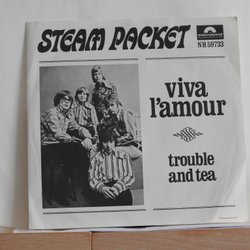 STEAM PACKET
NH 59733
viva
l'amour
trouble
and tea